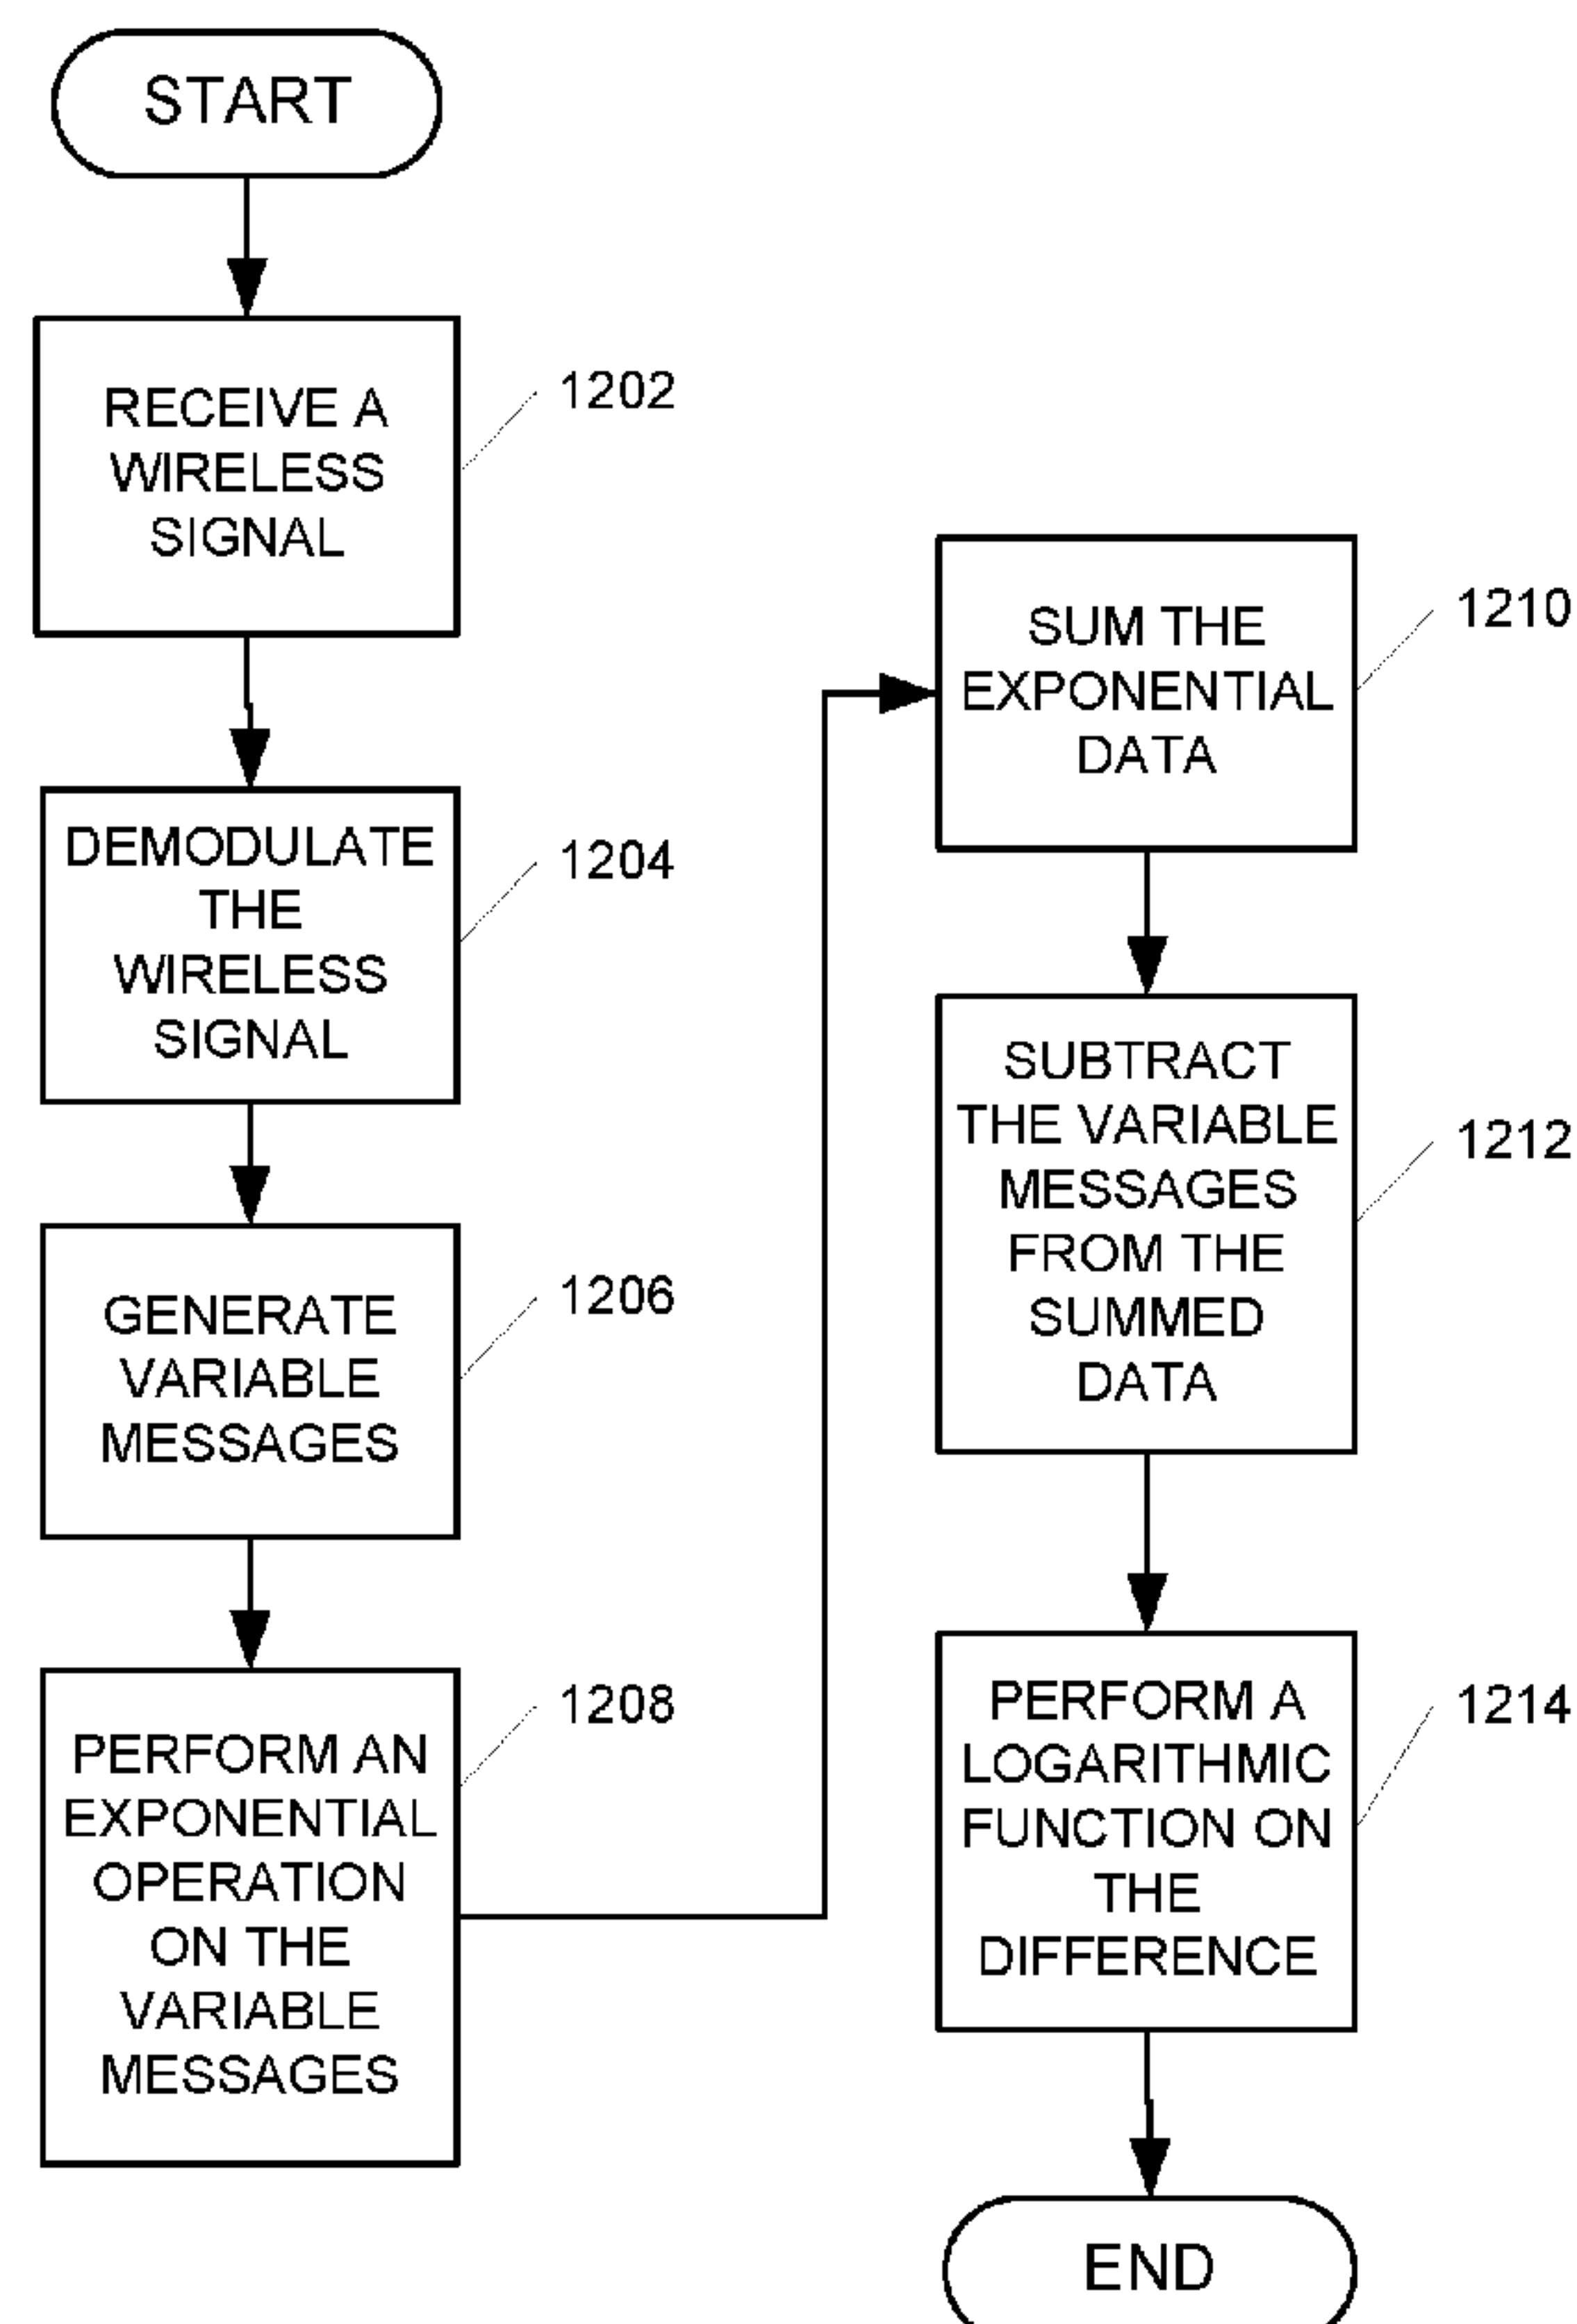 START
RECEIVE A
WIRELESS
SIGNAL
1202
DEMODULATE
THE
WIRELESS
SIGNAL
1204
GENERATE
VARIABLE
MESSAGES
1206
PERFORM AN
EXPONENTIAL
OPERATION
ON THE
VARIABLE
MESSAGES
1208
SUM THE
EXPONENTIAL
DATA
1210
SUBTRACT
THE VARIABLE
MESSAGES
FROM THE
SUMMED
DATA
1212
PERFORM A
LOGARITHMIC
FUNCTION ON
THE
DIFFERENCE
1214
END